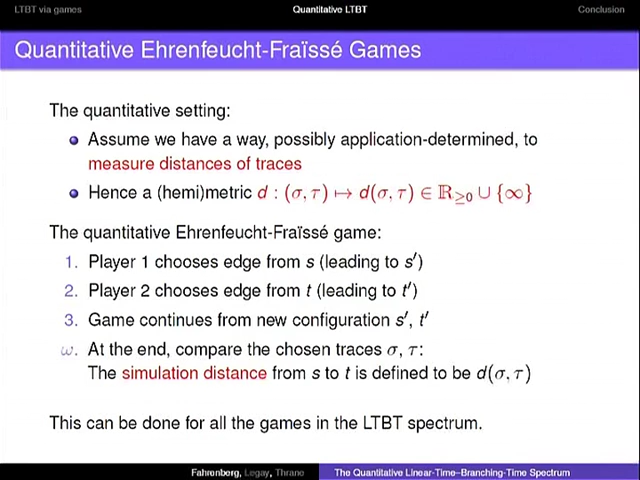 LTBT via games Quantitative LTBT Conclusion
Quantitative Ehrenfeucht-Fraïssé Games
The quantitative setting:
Assume we have a way, possibly application-determined, to
measure distances of traces
Hence a (hemi)metric d : (σ, τ) ↦ d(σ, τ) ∈ ℝ≥0 ∪ {∞}
The quantitative Ehrenfeucht-Fraïssé game:
1. Player 1 chooses edge from s (leading to s′)
2. Player 2 chooses edge from t (leading to t′)
3. Game continues from new configuration s′, t′
ω. At the end, compare the chosen traces σ, τ:
The simulation distance from s to t is defined to be d(σ, τ)
This can be done for all the games in the LTBT spectrum.
Fahrenberg, Legay, Thrane The Quantitative Linear-Time–Branching-Time Spectrum